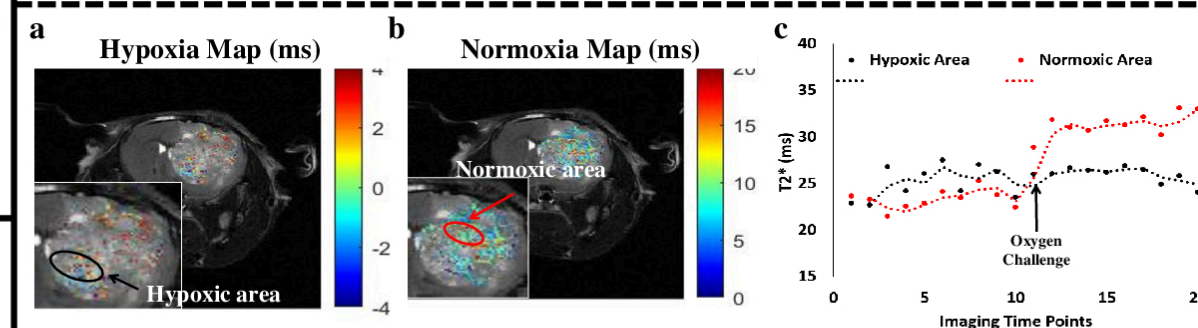 a
Hypoxia Map (ms)
4
2
0
-2
-4
Hypoxic area
b
Normoxia Map (ms)
20
15
10
5
0
Normoxic area
c
40
35
30
25
20
15
T2* (ms)
Hypoxic Area
Normoxic Area
Oxygen
Challenge
0
5
10
15
Imaging Time Points